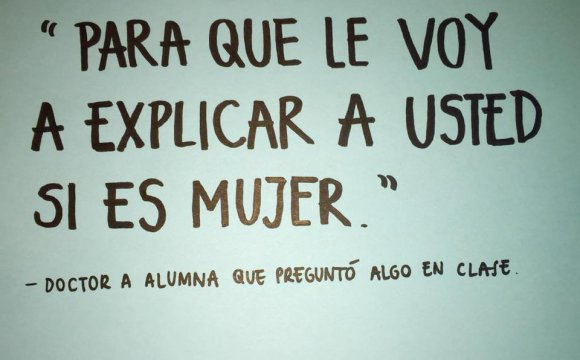 “PARA QUE LE VOY
A EXPLICAR A USTED
SI ES MUJER.”
- DOCTOR A ALUMNA QUE PREGUNTÓ ALGO EN CLASE.